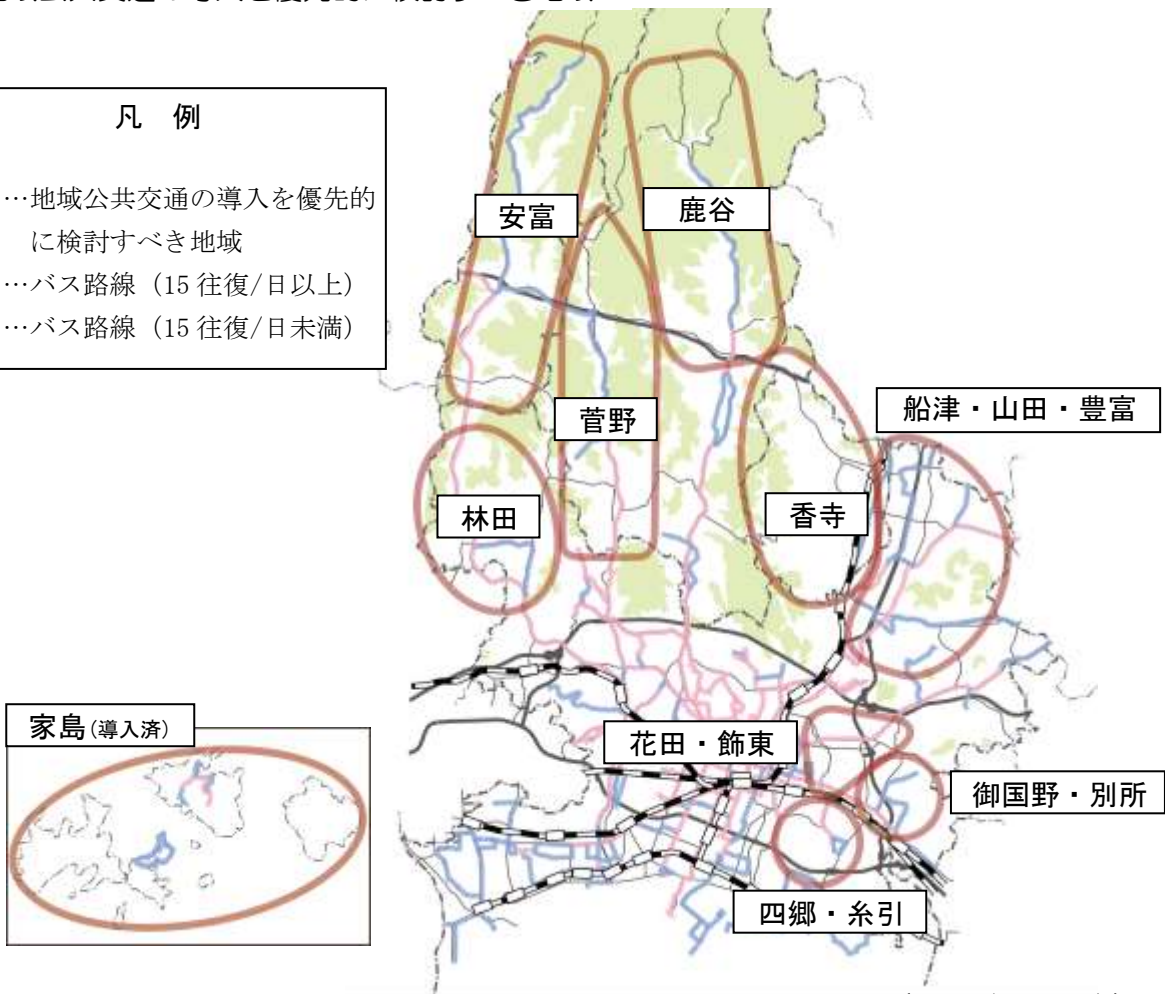 凡 例
…地域公共交通の導入を優先的
に検討すべき地域
…バス路線（15 往復/日以上）
…バス路線（15 往復/日未満）
安富
鹿谷
菅野
船津・山田・豊富
林田
香寺
家島(導入済)
花田・飾東
御国野・別所
四郷・糸引